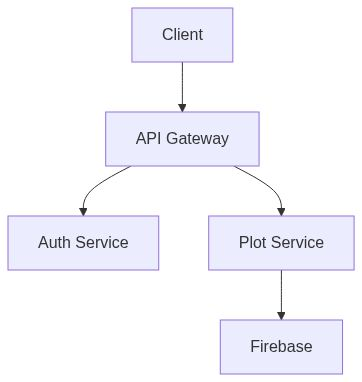 Client
API Gateway
Auth Service
Plot Service
Firebase